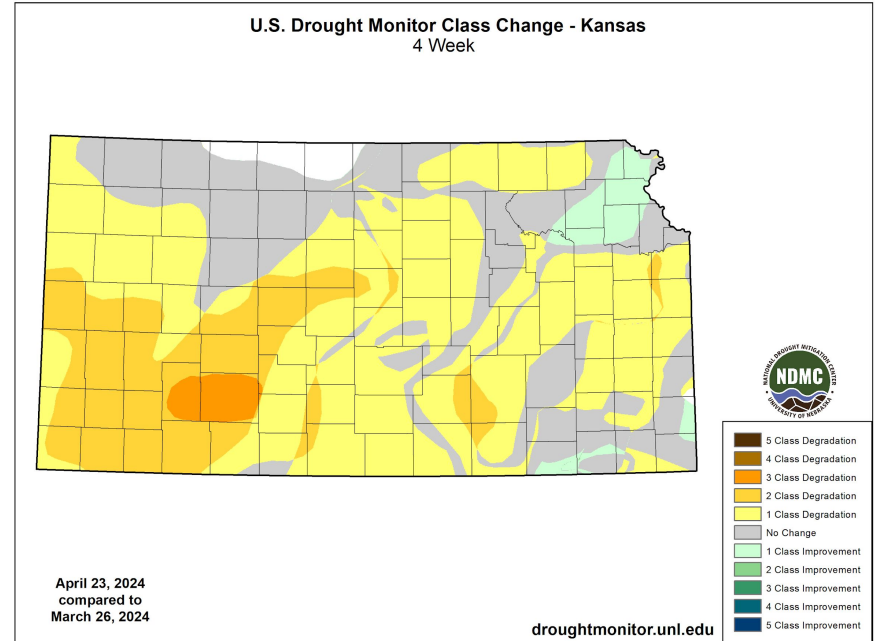 U.S. Drought Monitor Class Change - Kansas
4 Week
NATIONAL DROUGHT MITIGATION CENTER
NDMC
UNIVERSITY OF NEBRASKA
5 Class Degradation
4 Class Degradation
3 Class Degradation
2 Class Degradation
1 Class Degradation
No Change
1 Class Improvement
2 Class Improvement
3 Class Improvement
4 Class Improvement
5 Class Improvement
April 23, 2024
compared to
March 26, 2024
droughtmonitor.unl.edu